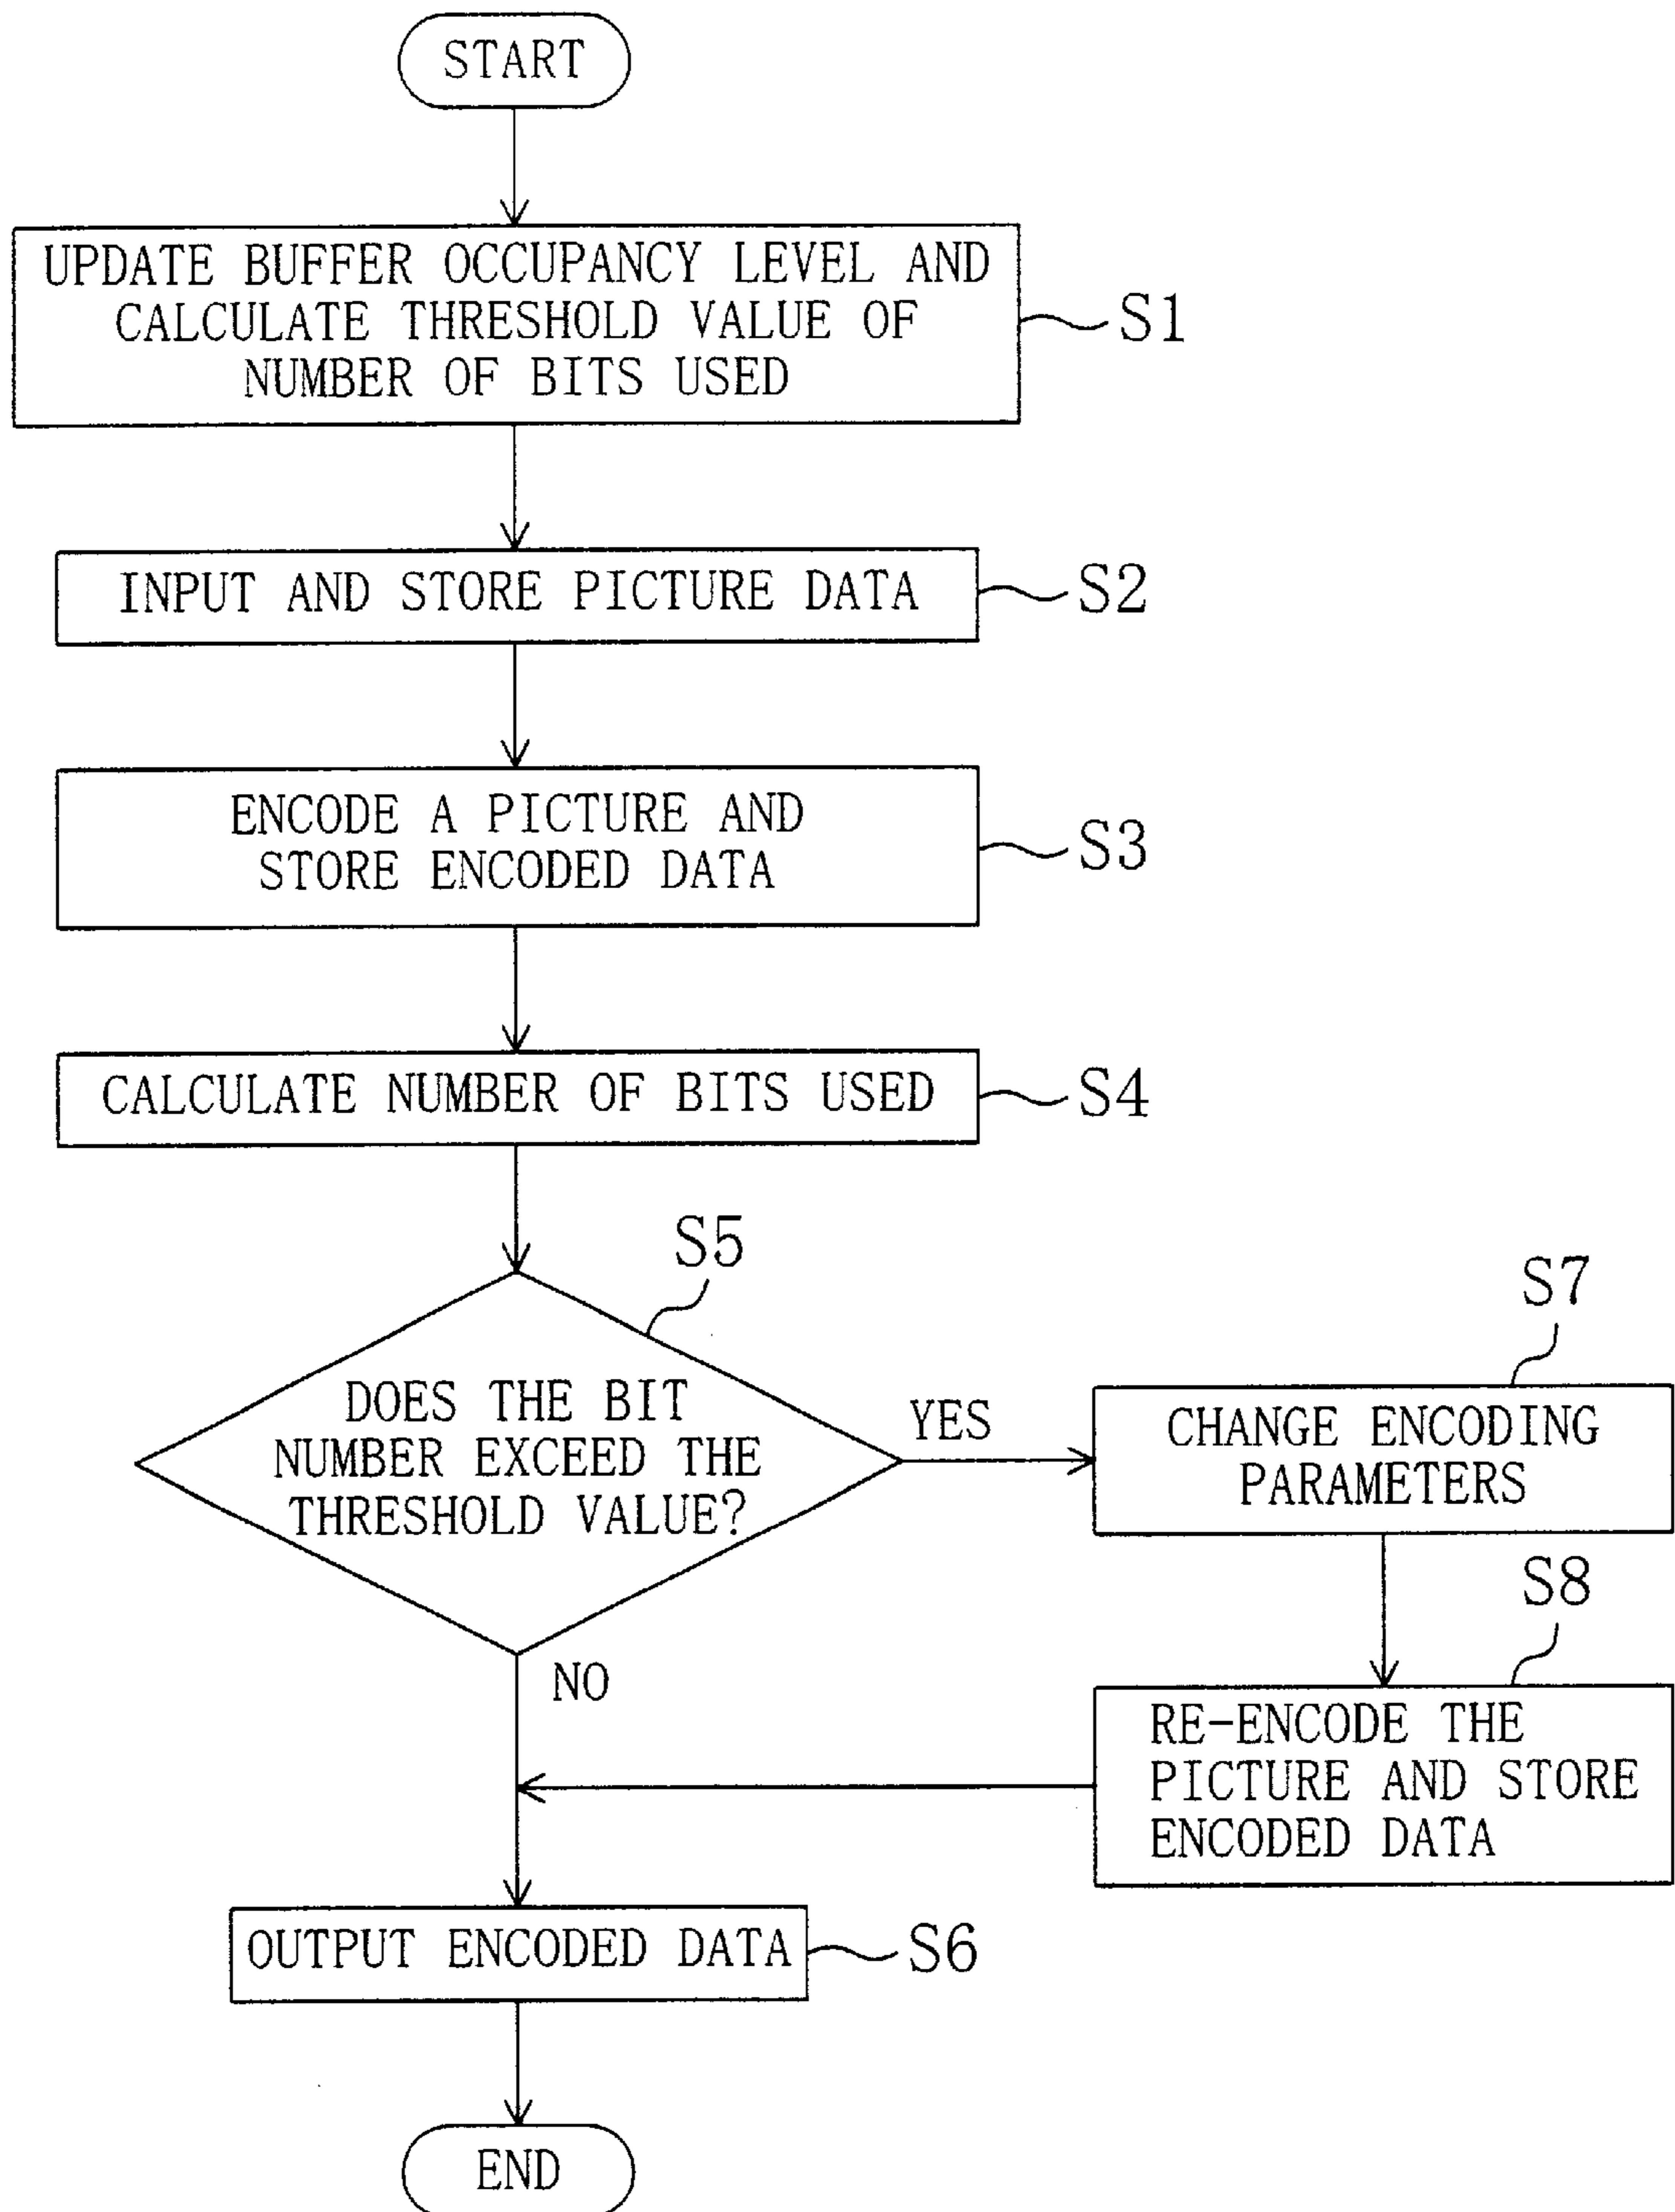 START
UPDATE BUFFER OCCUPANCY LEVEL AND
CALCULATE THRESHOLD VALUE OF
NUMBER OF BITS USED
S1
INPUT AND STORE PICTURE DATA
S2
ENCODE A PICTURE AND
STORE ENCODED DATA
S3
CALCULATE NUMBER OF BITS USED
S4
S5
DOES THE BIT
NUMBER EXCEED THE
THRESHOLD VALUE?
YES
S7
CHANGE ENCODING
PARAMETERS
NO
S8
RE-ENCODE THE
PICTURE AND STORE
ENCODED DATA
OUTPUT ENCODED DATA
S6
END